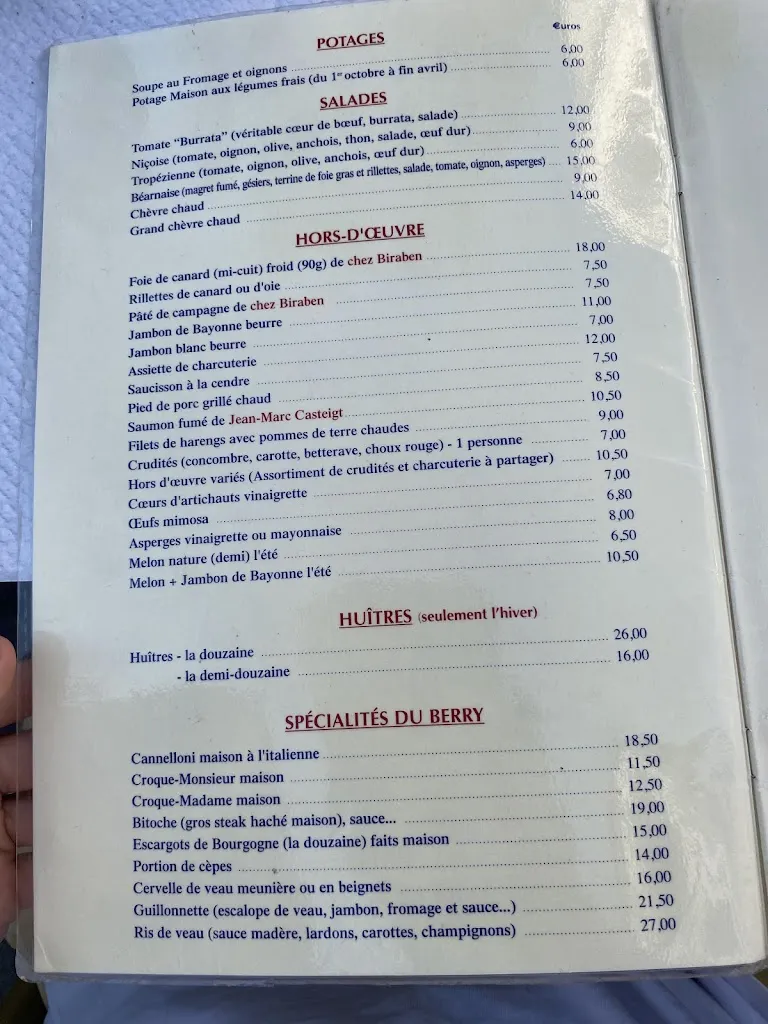 €uros
POTAGES
Soupe au Fromage et oignons 6,00
Potage Maison aux légumes frais (du 1er octobre à fin avril) 6,00
SALADES
Tomate "Burrata" (véritable cœur de bœuf, burrata, salade) 12,00
Niçoise (tomate, oignon, olive, anchois, thon, salade, œuf dur) 9,00
Tropézienne (tomate, oignon, olive, anchois, œuf dur) 6,00
Béarnaise (magret fumé, gésiers, terrine de foie gras et rillettes, salade, tomate, oignon, asperges) 15,00
Chèvre chaud 9,00
Grand chèvre chaud 14,00
HORS-D'ŒUVRE
Foie de canard (mi-cuit) froid (90g) de chez Biraben 18,00
Rillettes de canard ou d'oie 7,50
Pâté de campagne de chez Biraben 7,50
Jambon de Bayonne beurre 11,00
Jambon blanc beurre 7,00
Assiette de charcuterie 12,00
Saucisson à la cendre 7,50
Pied de porc grillé chaud 8,50
Saumon fumé de Jean-Marc Casteigt 10,50
Filets de harengs avec pommes de terre chaudes 9,00
Crudités (concombre, carotte, betterave, choux rouge) - 1 personne 7,00
Hors d'œuvre variés (Assortiment de crudités et charcuterie à partager) 10,50
Cœurs d'artichauts vinaigrette 7,00
Œufs mimosa 6,80
Asperges vinaigrette ou mayonnaise 8,00
Melon nature (demi) l'été 6,50
Melon + Jambon de Bayonne l'été 10,50
HUÎTRES (seulement l'hiver)
Huîtres - la douzaine 26,00
- la demi-douzaine 16,00
SPÉCIALITÉS DU BERRY
Cannelloni maison à l'italienne 18,50
Croque-Monsieur maison 11,50
Croque-Madame maison 12,50
Bitoche (gros steak haché maison), sauce... 19,00
Escargots de Bourgogne (la douzaine) faits maison 15,00
Portion de cèpes 14,00
Cervelle de veau meunière ou en beignets 16,00
Guillonnette (escalope de veau, jambon, fromage et sauce...) 21,50
Ris de veau (sauce madère, lardons, carottes, champignons) 27,00